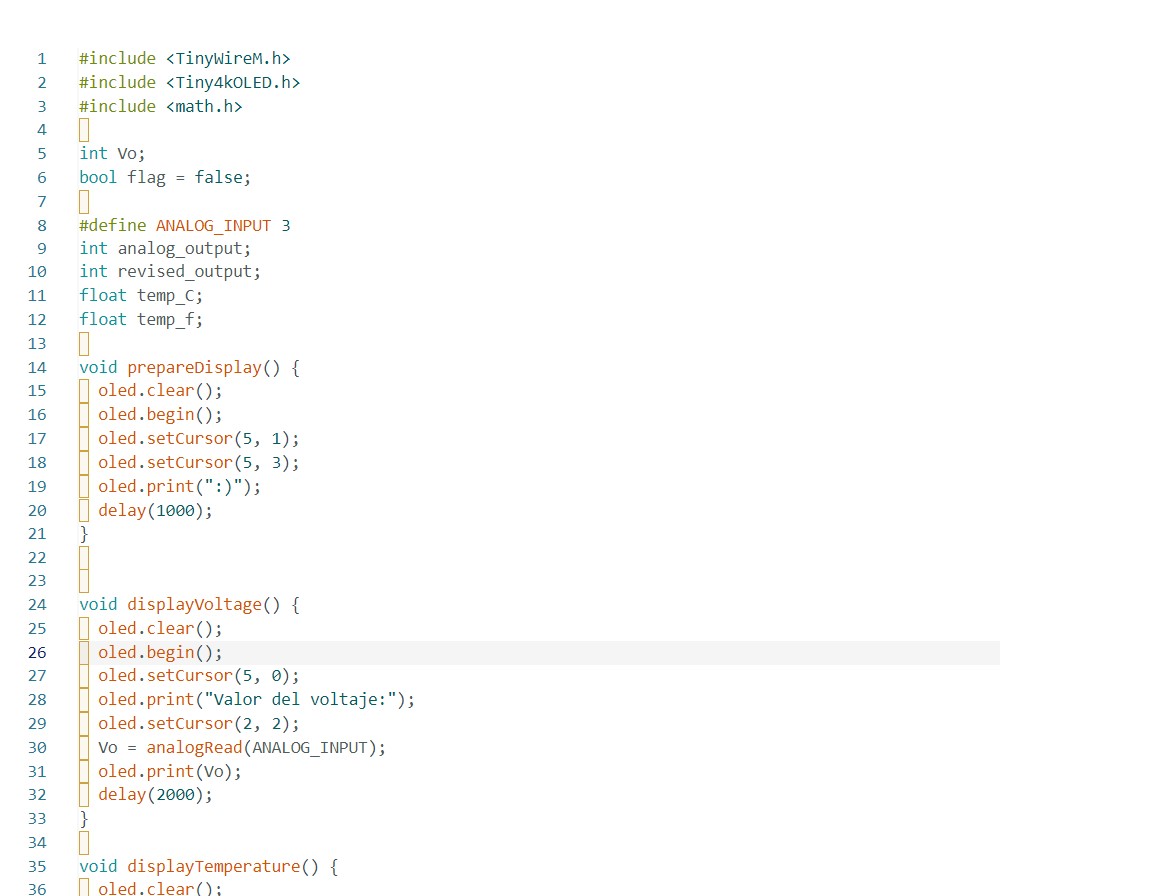 1 #include <TinyWireM.h>
2 #include <Tiny4kOLED.h>
3 #include <math.h>
4
5 int Vo;
6 bool flag = false;
7
8 #define ANALOG_INPUT 3
9 int analog_output;
10 int revised_output;
11 float temp_C;
12 float temp_f;
13
14 void prepareDisplay() {
15 oled.clear();
16 oled.begin();
17 oled.setCursor(5, 1);
18 oled.setCursor(5, 3);
19 oled.print(":)");
20 delay(1000);
21 }
22
23
24 void displayVoltage() {
25 oled.clear();
26 oled.begin();
27 oled.setCursor(5, 0);
28 oled.print("Valor del voltaje:");
29 oled.setCursor(2, 2);
30 Vo = analogRead(ANALOG_INPUT);
31 oled.print(Vo);
32 delay(2000);
33 }
34
35 void displayTemperature() {
36 oled.clear();